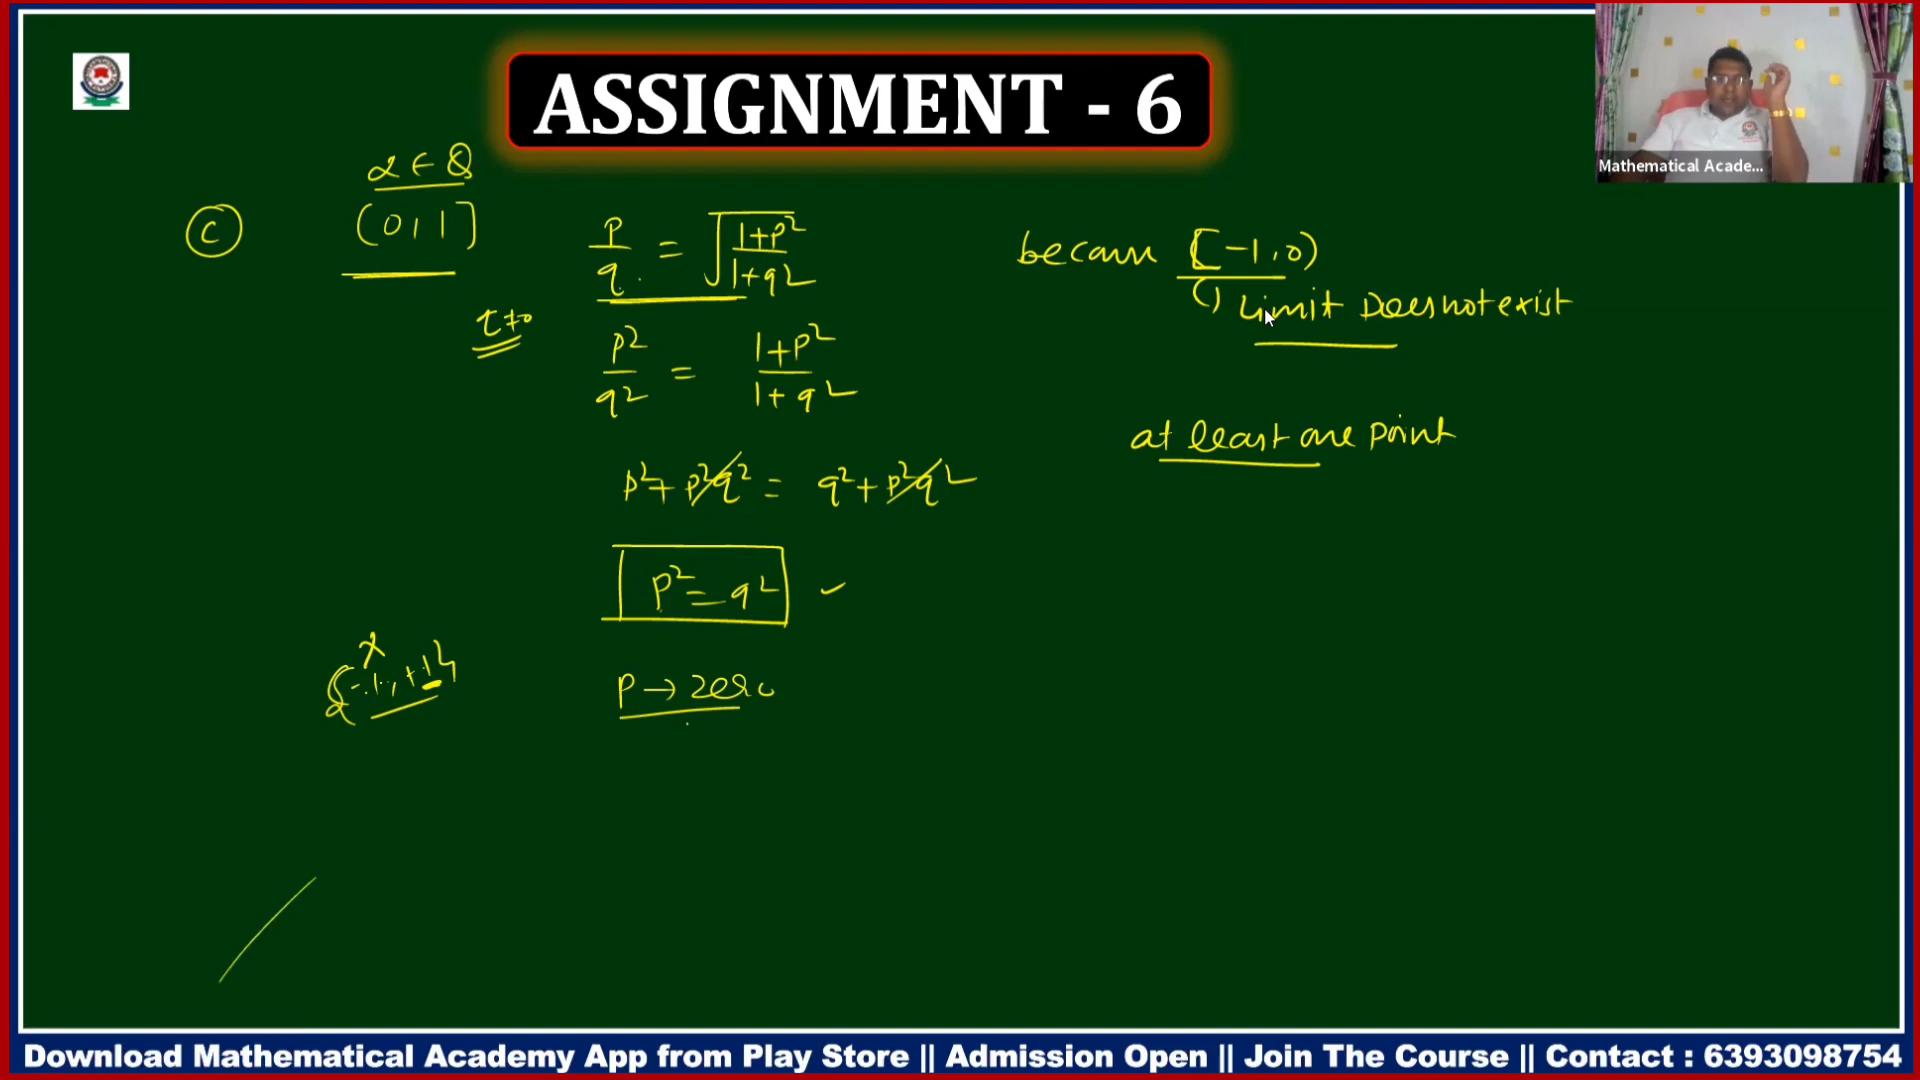 ASSIGNMENT - 6
Mathematical Acade...
α ∈ Q
(C) (0, 1]
p/q = √(1+p²/1+q²)
because [-1, 0)
() Limit Does not exist
p²/q² = 1+p²/1+q²
at least one point
p² + p²q² = q² + p²q²
p² = q²
{-1, +1}
p → zero
Download Mathematical Academy App from Play Store || Admission Open || Join The Course || Contact : 6393098754